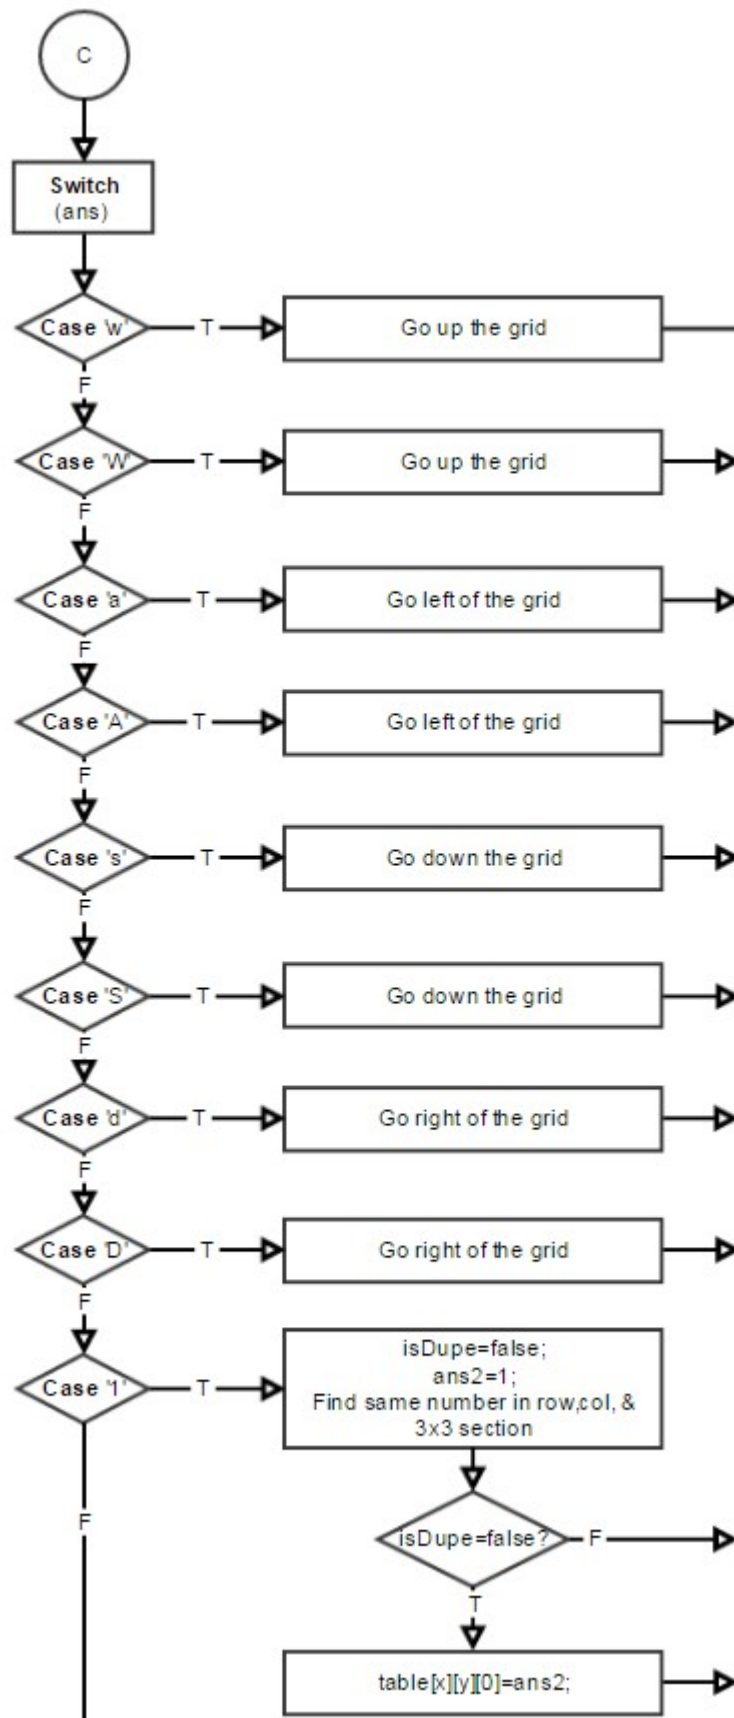 C
Switch
(ans)
Case 'w'
T
Go up the grid
F
Case 'W'
T
Go up the grid
F
Case 'a'
T
Go left of the grid
F
Case 'A'
T
Go left of the grid
F
Case 's'
T
Go down the grid
F
Case 'S'
T
Go down the grid
F
Case 'd'
T
Go right of the grid
F
Case 'D'
T
Go right of the grid
F
Case '1'
T
isDupe=false;
ans2=1;
Find same number in row,col, &
3x3 section
F
isDupe=false?
F
T
table[x][y][0]=ans2;